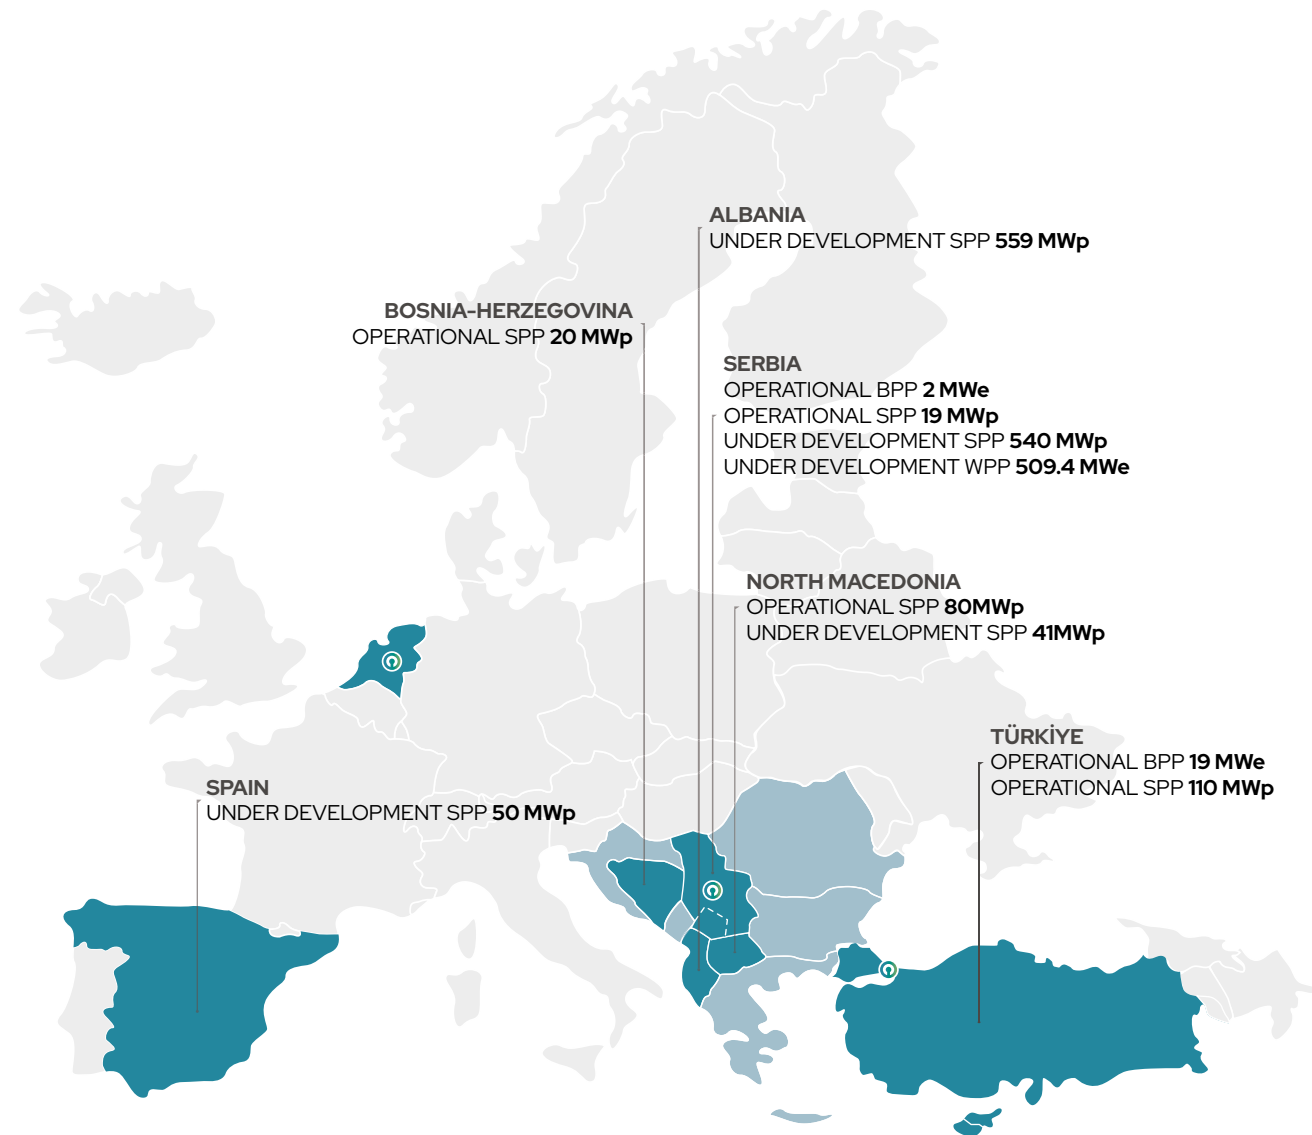 ALBANIA
UNDER DEVELOPMENT SPP 559 MWp
BOSNIA-HERZEGOVINA
OPERATIONAL SPP 20 MWp
SERBIA
OPERATIONAL BPP 2 MWe
OPERATIONAL SPP 19 MWp
UNDER DEVELOPMENT SPP 540 MWp
UNDER DEVELOPMENT WPP 509.4 MWe
NORTH MACEDONIA
OPERATIONAL SPP 80MWp
UNDER DEVELOPMENT SPP 41MWp
TÜRKİYE
OPERATIONAL BPP 19 MWe
OPERATIONAL SPP 110 MWp
SPAIN
UNDER DEVELOPMENT SPP 50 MWp